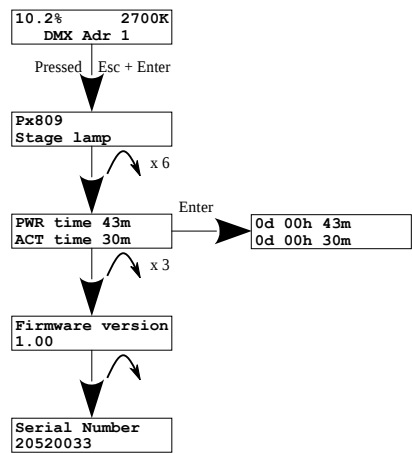 10.2% 2700K
DMX Adr 1
Pressed Esc + Enter
Px809
Stage lamp
x 6
Enter
PWR time 43m
ACT time 30m
0d 00h 43m
0d 00h 30m
x 3
Firmware version
1.00
Serial Number
20520033